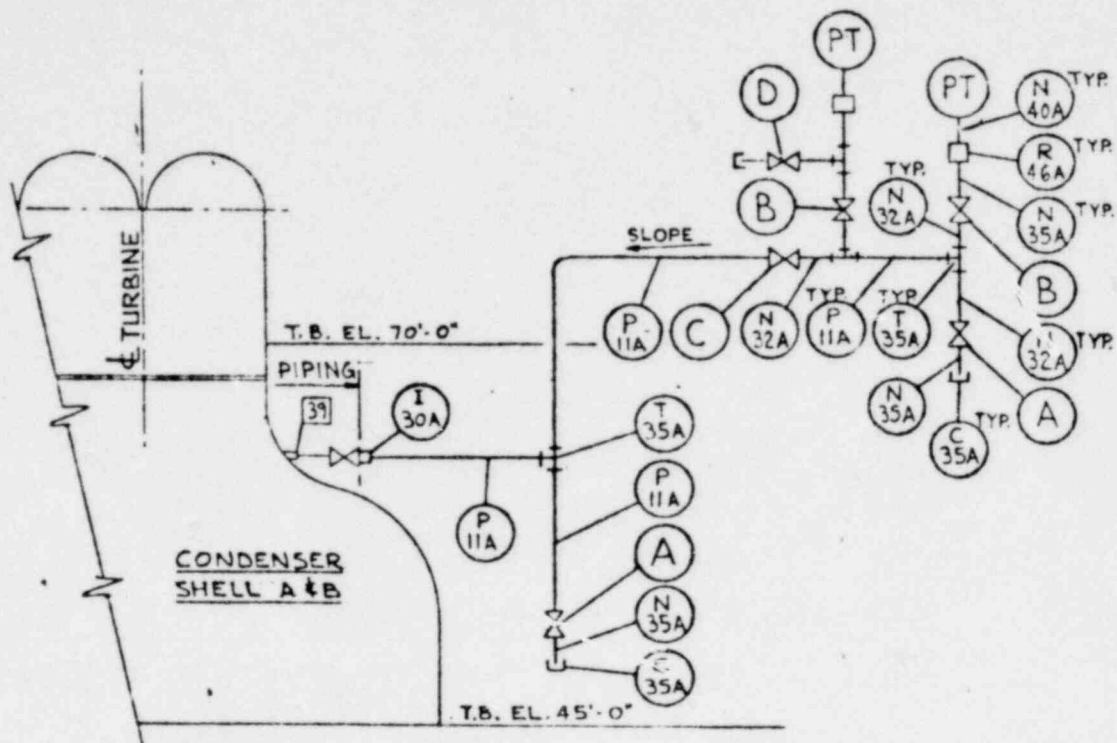 PT
D
PT
N
40A
TYP.
R
46A
TYP.
TYP.
N
32A
N
35A
TYP.
B
SLOPE
B
℄ TURBINE
P
11A
C
TYP.
N
32A
P
11A
TYP.
T
35A
32A
TYP.
T.B. EL. 70'-0"
PIPING
39
I
30A
N
35A
A
TYP.
C
35A
T
35A
P
11A
P
11A
A
CONDENSER
SHELL A & B
N
35A
35A
T.B. EL. 45'-0"